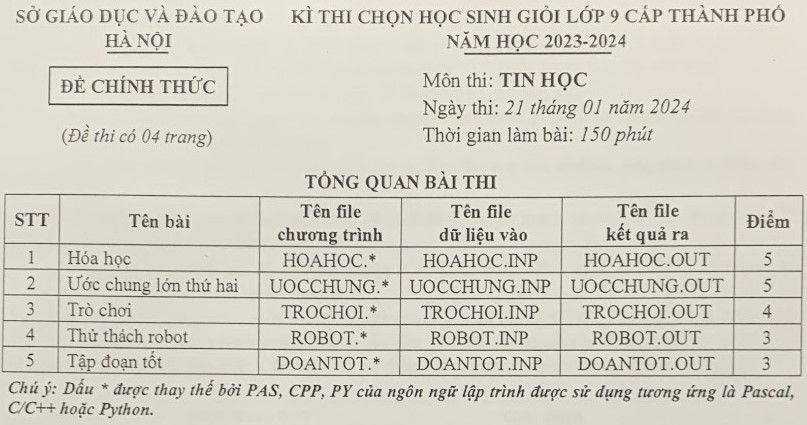 SỞ GIÁO DỤC VÀ ĐÀO TẠO
HÀ NỘI
ĐỀ CHÍNH THỨC
(Đề thi có 04 trang)
KÌ THI CHỌN HỌC SINH GIỎI LỚP 9 CẤP THÀNH PHỐ
NĂM HỌC 2023-2024
Môn thi: TIN HỌC
Ngày thi: 21 tháng 01 năm 2024
Thời gian làm bài: 150 phút
TỔNG QUAN BÀI THI
STT Tên bài Tên file chương trình Tên file dữ liệu vào Tên file kết quả ra Điểm
1 Hóa học HOAHOC.* HOAHOC.INP HOAHOC.OUT 5
2 Ước chung lớn thứ hai UOCCHUNG.* UOCCHUNG.INP UOCCHUNG.OUT 5
3 Trò chơi TROCHOI.* TROCHOI.INP TROCHOI.OUT 4
4 Thử thách robot ROBOT.* ROBOT.INP ROBOT.OUT 3
5 Tập đoạn tốt DOANTOT.* DOANTOT.INP DOANTOT.OUT 3
Chú ý: Dấu * được thay thế bởi PAS, CPP, PY của ngôn ngữ lập trình được sử dụng tương ứng là Pascal,
C/C++ hoặc Python.